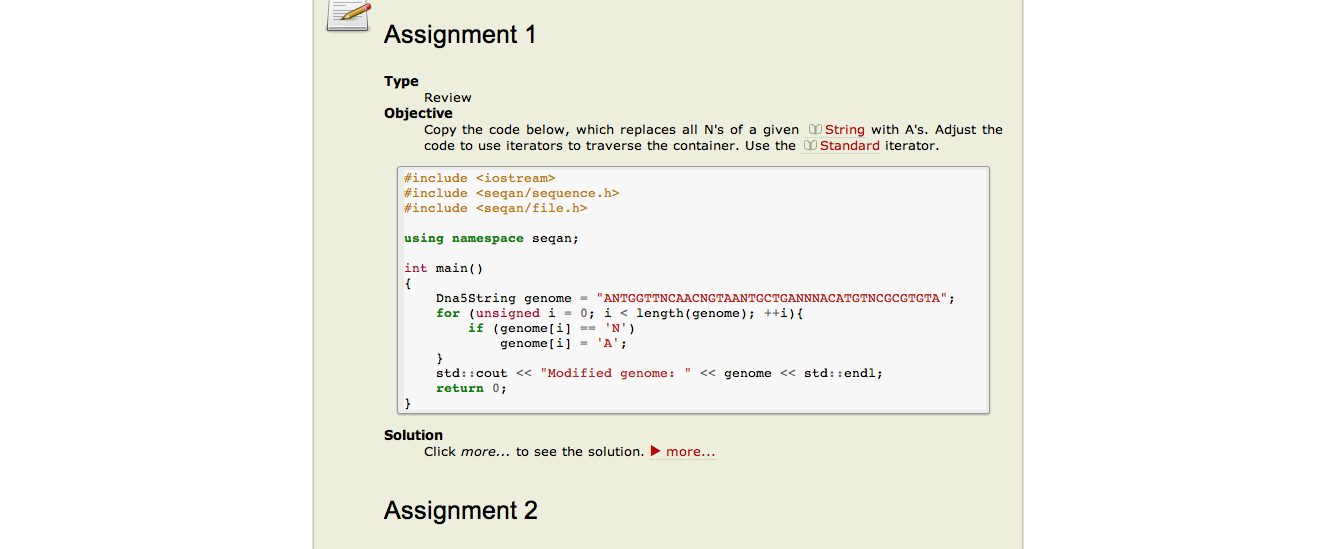 Assignment 1
Type
Review
Objective
Copy the code below, which replaces all N's of a given String with A's. Adjust the
code to use iterators to traverse the container. Use the Standard iterator.
#include <iostream>
#include <seqan/sequence.h>
#include <seqan/file.h>
using namespace seqan;
int main()
{
Dna5String genome = "ANTGGTTNCAACNGTAANTGCTGANNNACATGTNCGCGTGTA";
for (unsigned i = 0; i < length(genome); ++i){
if (genome[i] == 'N')
genome[i] = 'A';
}
std::cout << "Modified genome: " << genome << std::endl;
return 0;
}
Solution
Click more... to see the solution. more...
Assignment 2